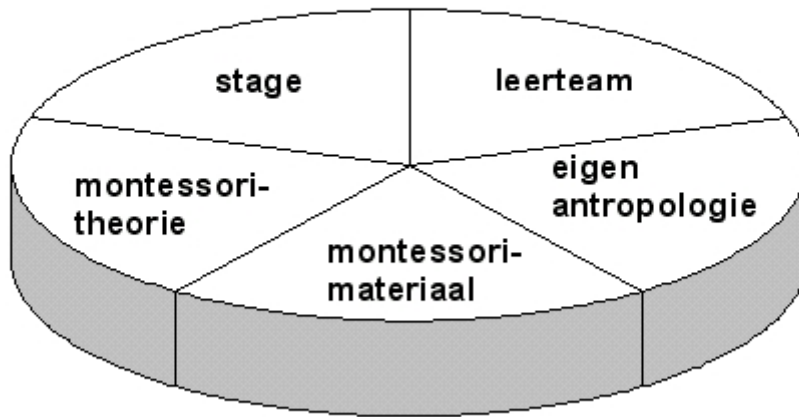 stage
leerteam
montessori-
theorie
eigen
antropologie
montessori-
materiaal